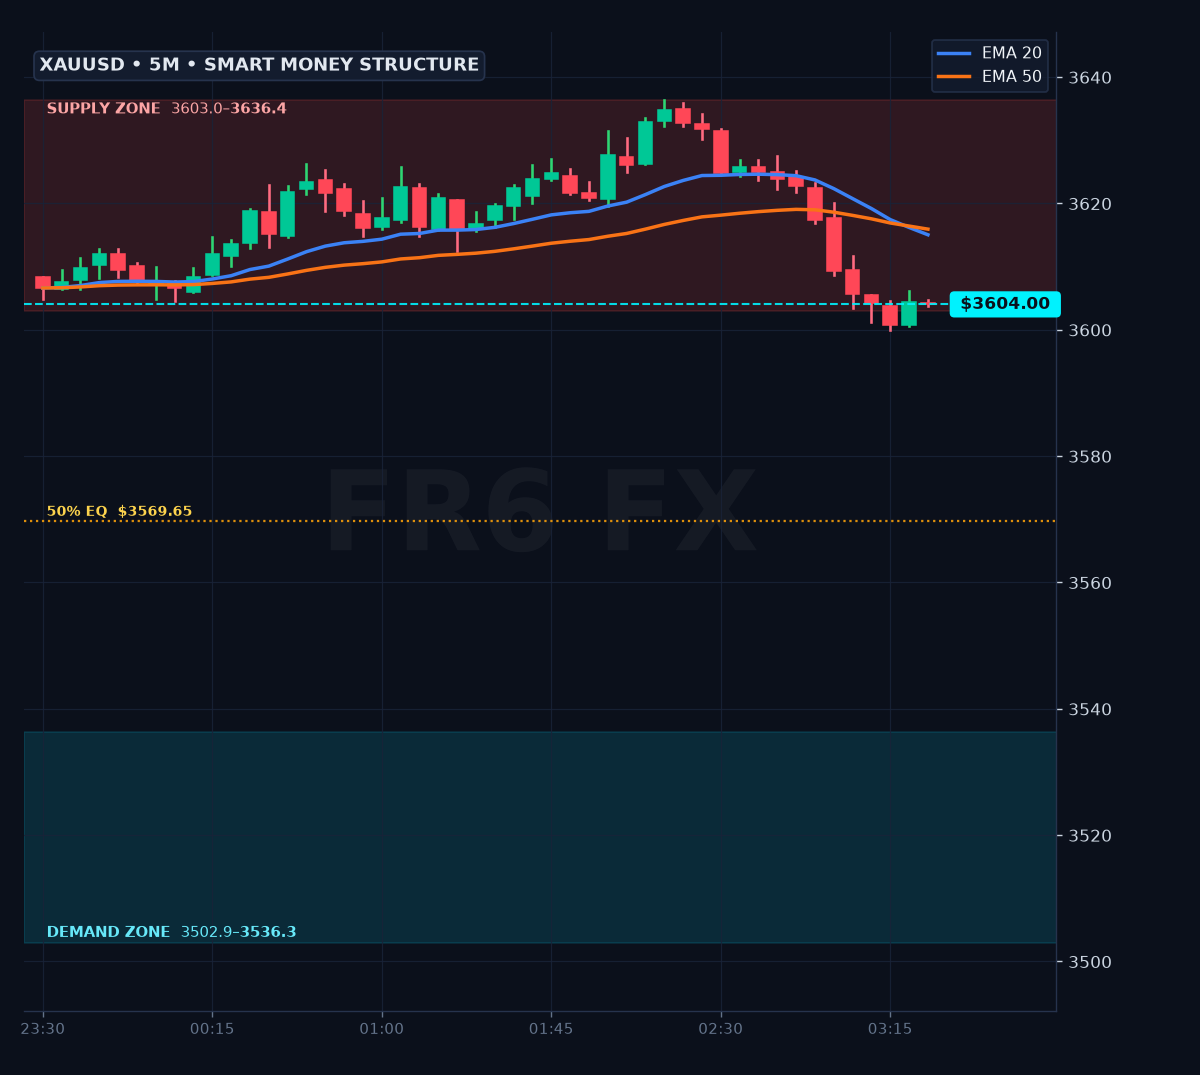 XAUUSD • 5M • SMART MONEY STRUCTURE
EMA 20
EMA 50
SUPPLY ZONE 3603.0–3636.4
$3604.00
FR6 FX
50% EQ $3569.65
DEMAND ZONE 3502.9–3536.3
3640
3620
3600
3580
3560
3540
3520
3500
23:30 00:15 01:00 01:45 02:30 03:15